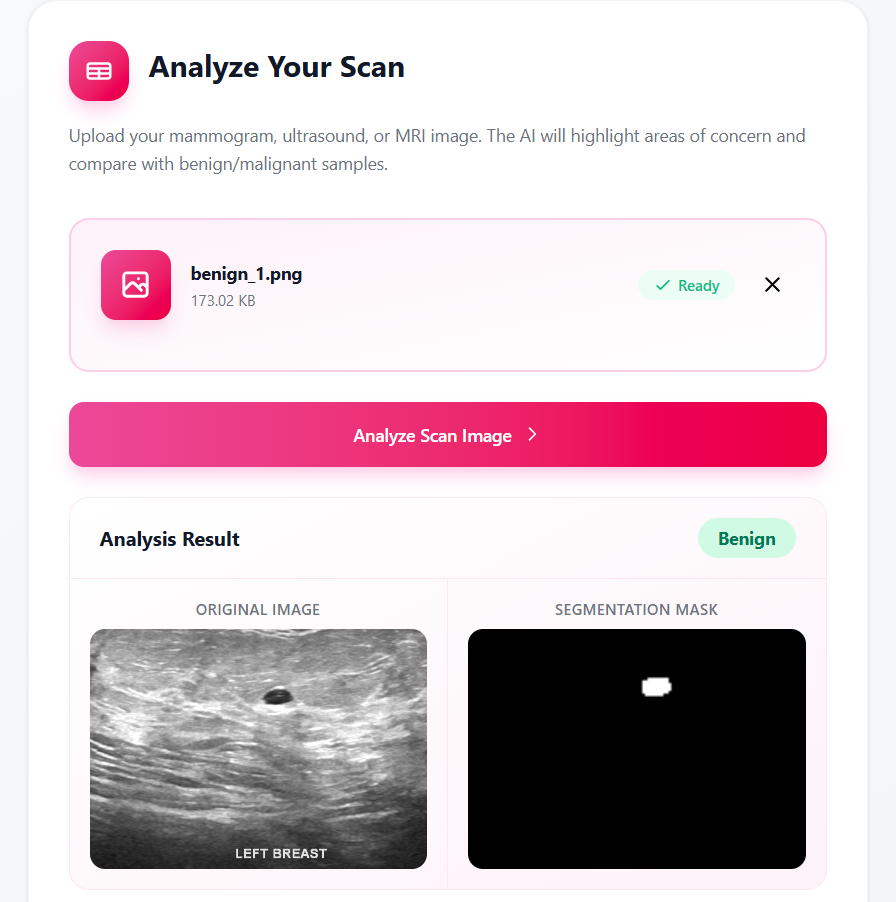 Analyze Your Scan
Upload your mammogram, ultrasound, or MRI image. The AI will highlight areas of concern and
compare with benign/malignant samples.
benign_1.png
173.02 KB
Ready
Analyze Scan Image
Analysis Result
Benign
ORIGINAL IMAGE
SEGMENTATION MASK
LEFT BREAST